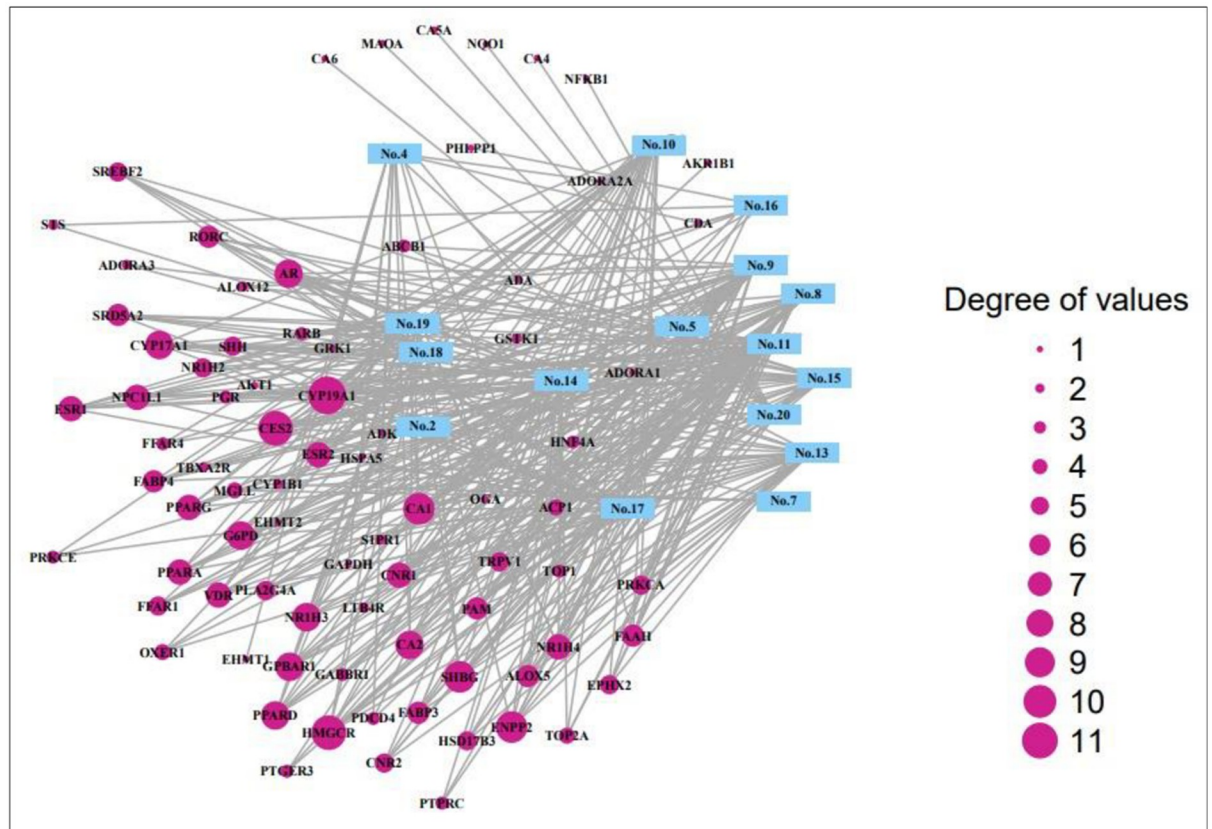 CA5A
MAOA
NQO1
CA6
CA4
NFKB1
No.10
PHLPP1
No.4
AKR1B1
SREBF2
ADORA2A
No.16
STS
CDA
RORC
ABCB1
ADORA3
No.9
AR
ADA
ALOX12
No.8
SRD5A2
No.19
No.5
RARB
GSTK1
CYP17A1
SHH
GRK1
No.11
No.18
NR1H2
ADORA1
No.15
No.14
AKT1
NPC1L1
PGR
CYP19A1
ESR1
No.20
CES2
No.2
ADK
FFAR4
HNF4A
ESR2
HSPA5
No.13
TBXA2R
FABP4
CYP1B1
MGLL
OGA
No.7
PPARG
CA1
ACP1
No.17
EHMT2
G6PD
S1PR1
PRKCE
GAPDH
TRPV1
PPARA
CNR1
TOP1
PRKCA
PLA2G4A
VDR
FFAR1
LTB4R
PAM
NR1H3
FAAH
CA2
NR1H4
OXER1
EHMT1
GPBAR1
GABBR1
SHBG
ALOX5
EPHX2
PPARD
PDCD4
FABP3
HMGCR
ENPP2
HSD17B3
TOP2A
PTGER3
CNR2
PTPRC
Degree of values
1
2
3
4
5
6
7
8
9
10
11